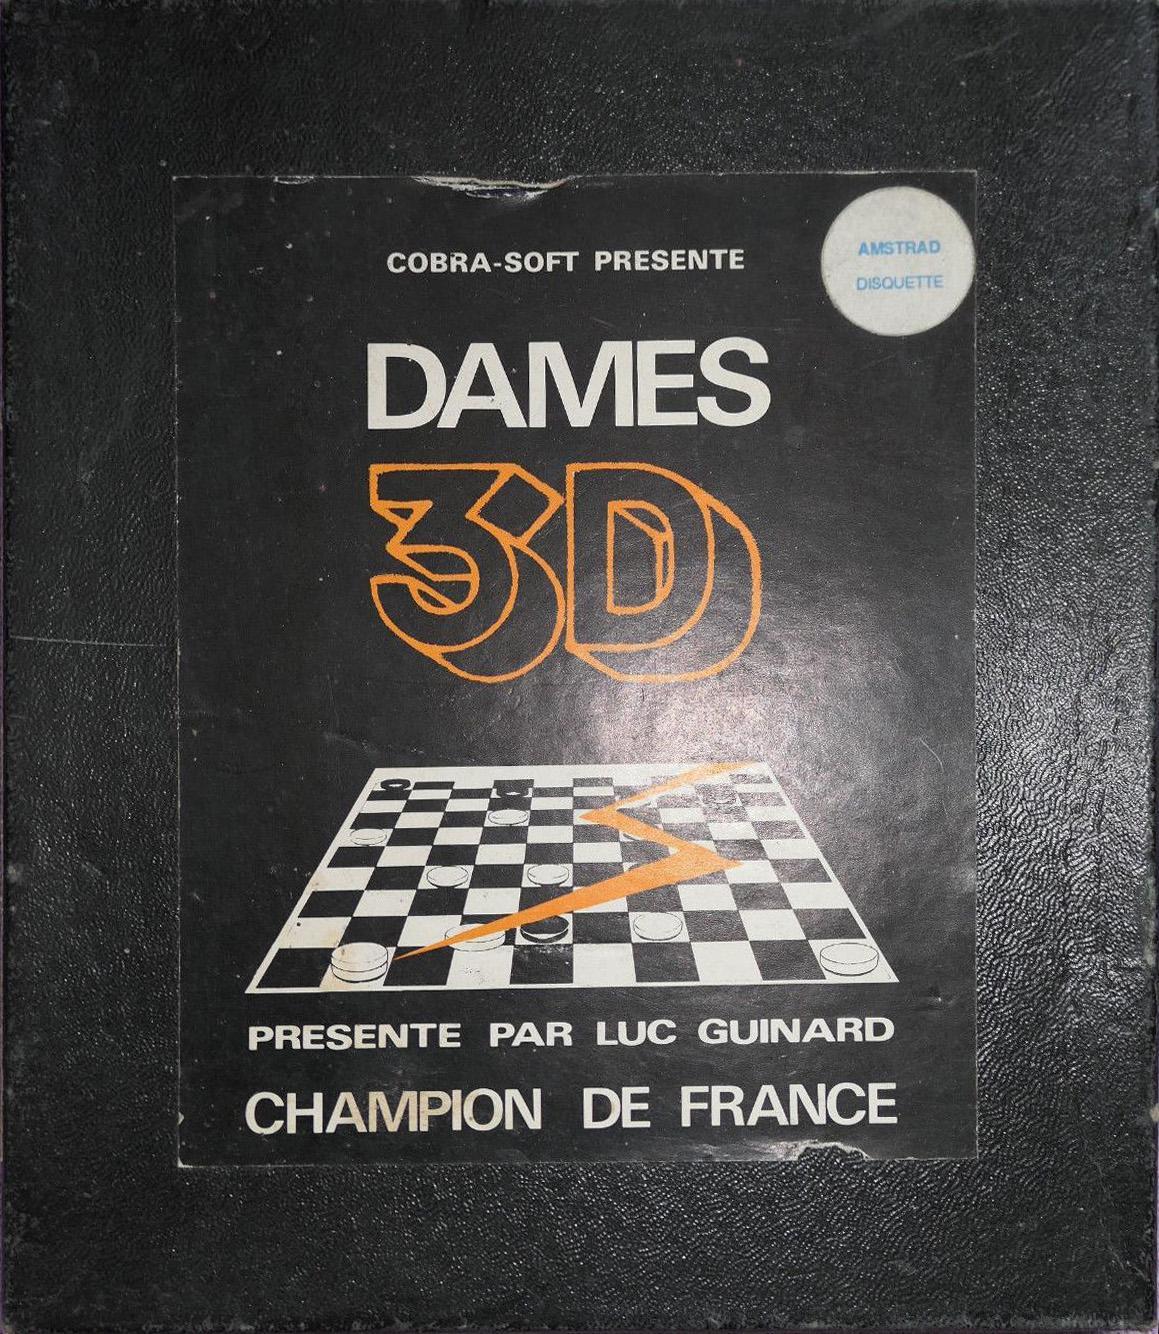 COBRA-SOFT PRESENTE
AMSTRAD
DISQUETTE
DAMES
3D
PRESENTE PAR LUC GUINARD
CHAMPION DE FRANCE